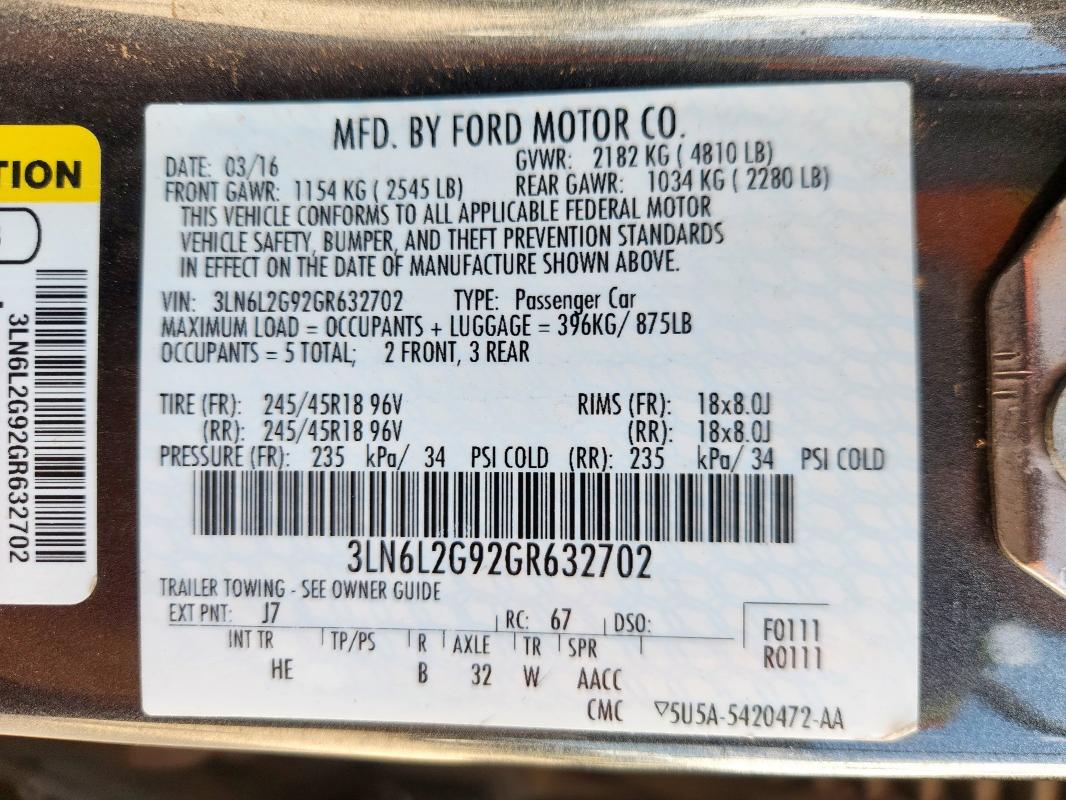 TION
3LN6L2G92GR632702
MFD. BY FORD MOTOR CO.
DATE: 03/16 GVWR: 2182 KG ( 4810 LB)
FRONT GAWR: 1154 KG ( 2545 LB) REAR GAWR: 1034 KG ( 2280 LB)
THIS VEHICLE CONFORMS TO ALL APPLICABLE FEDERAL MOTOR
VEHICLE SAFETY, BUMPER, AND THEFT PREVENTION STANDARDS
IN EFFECT ON THE DATE OF MANUFACTURE SHOWN ABOVE.
VIN: 3LN6L2G92GR632702 TYPE: Passenger Car
MAXIMUM LOAD = OCCUPANTS + LUGGAGE = 396KG/ 875LB
OCCUPANTS = 5 TOTAL; 2 FRONT, 3 REAR
TIRE (FR): 245/45R18 96V RIMS (FR): 18x8.0J
(RR): 245/45R18 96V (RR): 18x8.0J
PRESSURE (FR): 235 kPa/ 34 PSI COLD (RR): 235 kPa/ 34 PSI COLD
3LN6L2G92GR632702
TRAILER TOWING - SEE OWNER GUIDE
EXT PNT: J7 RC: 67 DSO: F0111
INT TR TP/PS R AXLE TR SPR R0111
HE B 32 W AACC
CMC ▽5U5A-5420472-AA